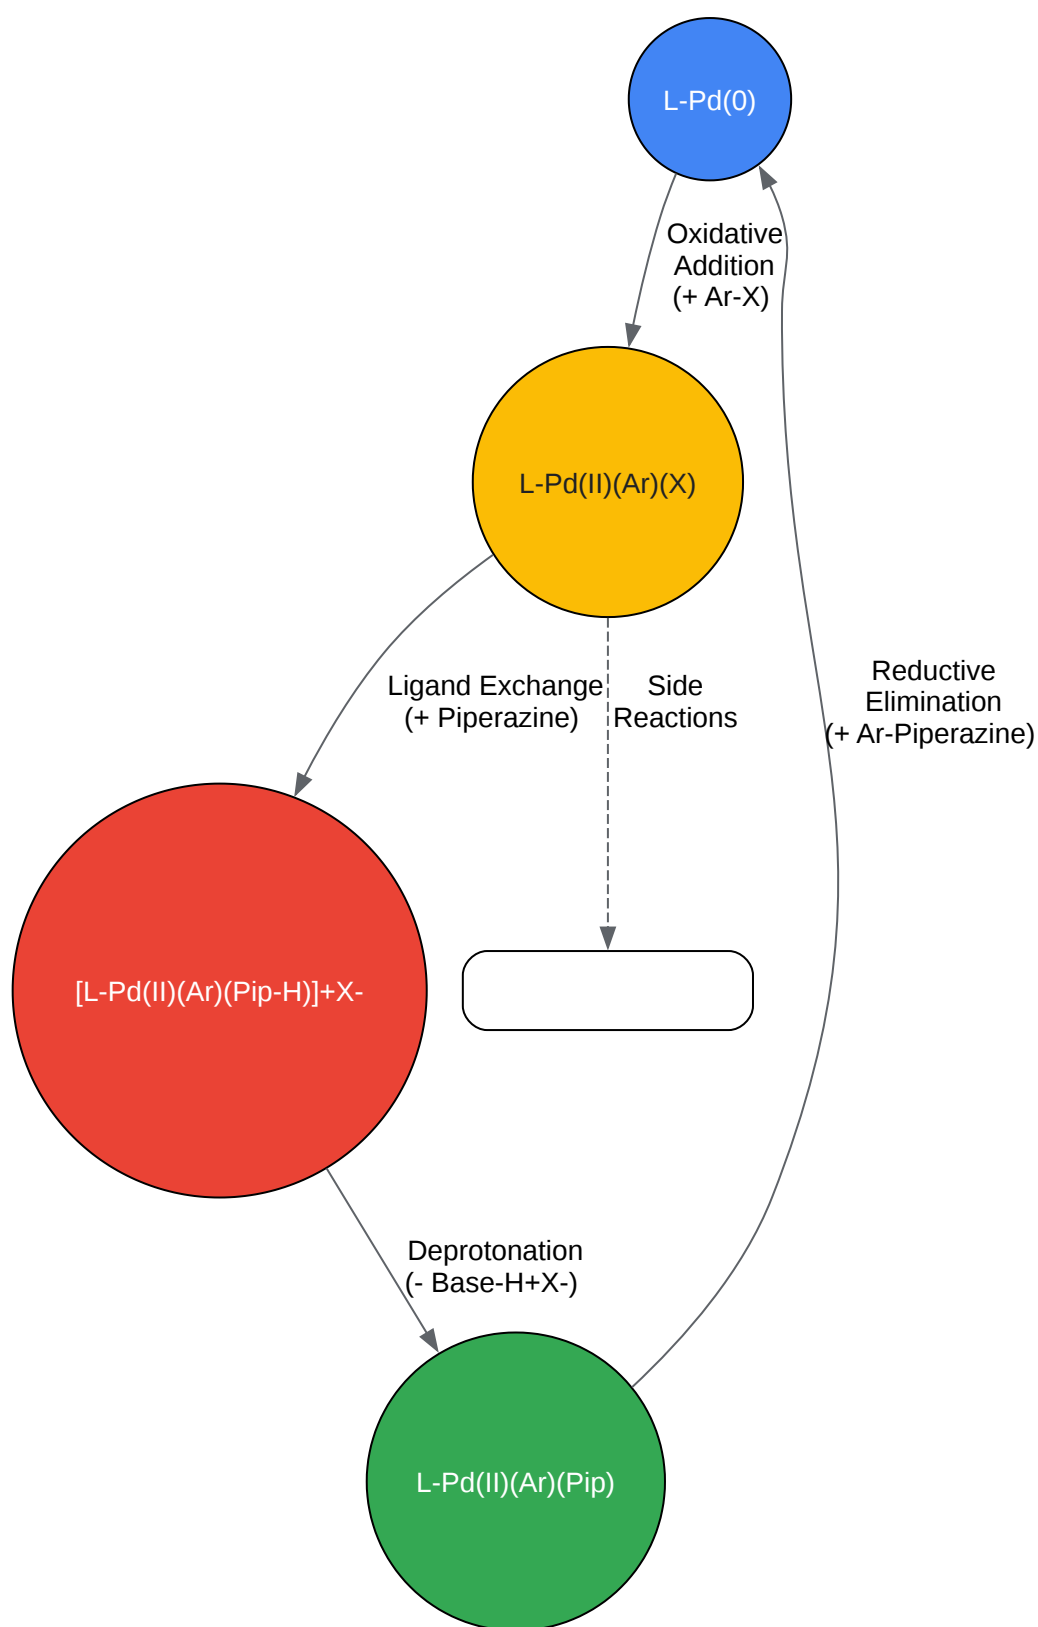 L-Pd(0)
Oxidative
Addition
(+ Ar-X)
L-Pd(II)(Ar)(X)
Ligand Exchange
(+ Piperazine)
Side
Reactions
Reductive
Elimination
(+ Ar-Piperazine)
[L-Pd(II)(Ar)(Pip-H)]+X-
Deprotonation
(- Base-H+X-)
L-Pd(II)(Ar)(Pip)